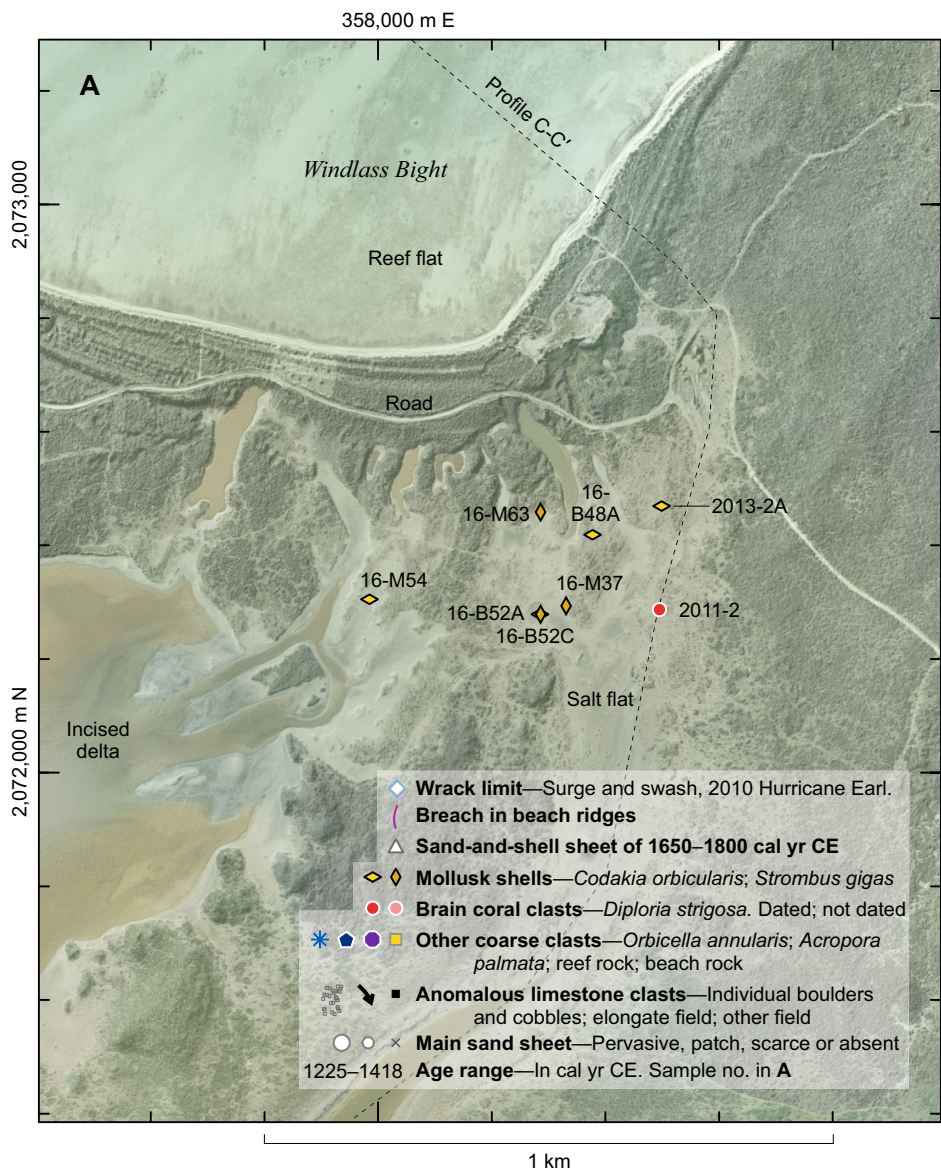 358,000 m E
A
Profile C-C′
Windlass Bight
2,073,000
Reef flat
Road
16-M63
16-
B48A
2013-2A
16-M54
16-M37
16-B52A
16-B52C
2011-2
Salt flat
Incised
delta
2,072,000 m N
Wrack limit—Surge and swash, 2010 Hurricane Earl.
Breach in beach ridges
Sand-and-shell sheet of 1650–1800 cal yr CE
Mollusk shells—Codakia orbicularis; Strombus gigas
Brain coral clasts—Diploria strigosa. Dated; not dated
Other coarse clasts—Orbicella annularis; Acropora
palmata; reef rock; beach rock
Anomalous limestone clasts—Individual boulders
and cobbles; elongate field; other field
Main sand sheet—Pervasive, patch, scarce or absent
1225–1418 Age range—In cal yr CE. Sample no. in A
1 km